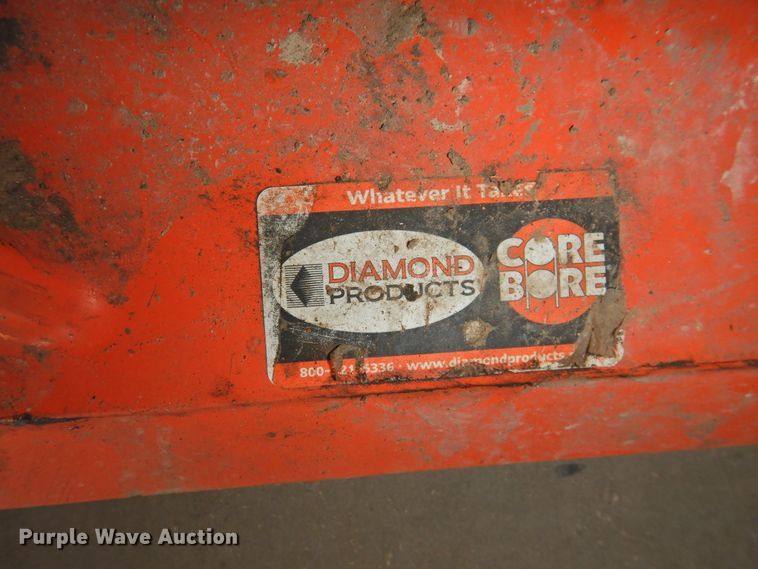 Whatever It Takes
DIAMOND
PRODUCTS
CORE
BORE
www.diamondproducts
Purple Wave Auction